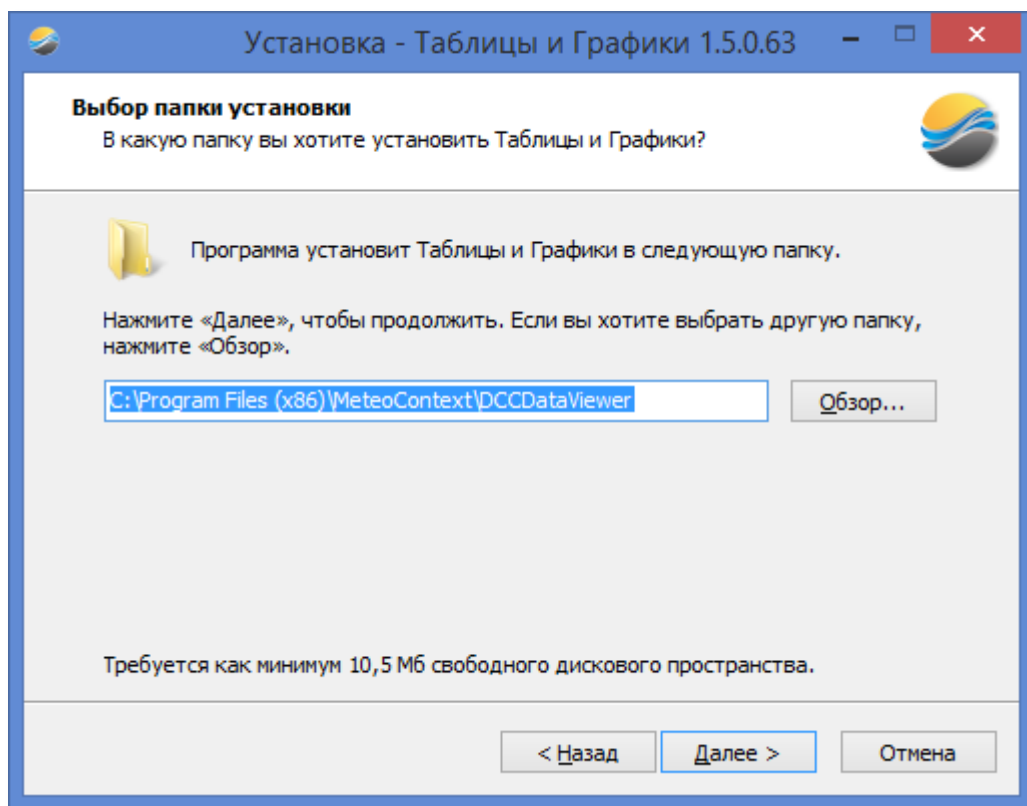 Установка - Таблицы и Графики 1.5.0.63
Выбор папки установки
В какую папку вы хотите установить Таблицы и Графики?
Программа установит Таблицы и Графики в следующую папку.
Нажмите «Далее», чтобы продолжить. Если вы хотите выбрать другую папку,
нажмите «Обзор».
C:\Program Files (x86)\MeteoContext\DCCDataViewer
Обзор...
Требуется как минимум 10,5 Мб свободного дискового пространства.
< Назад
Далее >
Отмена